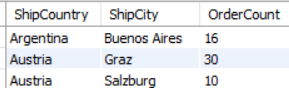 ShipCountry ShipCity OrderCount
Argentina Buenos Aires 16
Austria Graz 30
Austria Salzburg 10